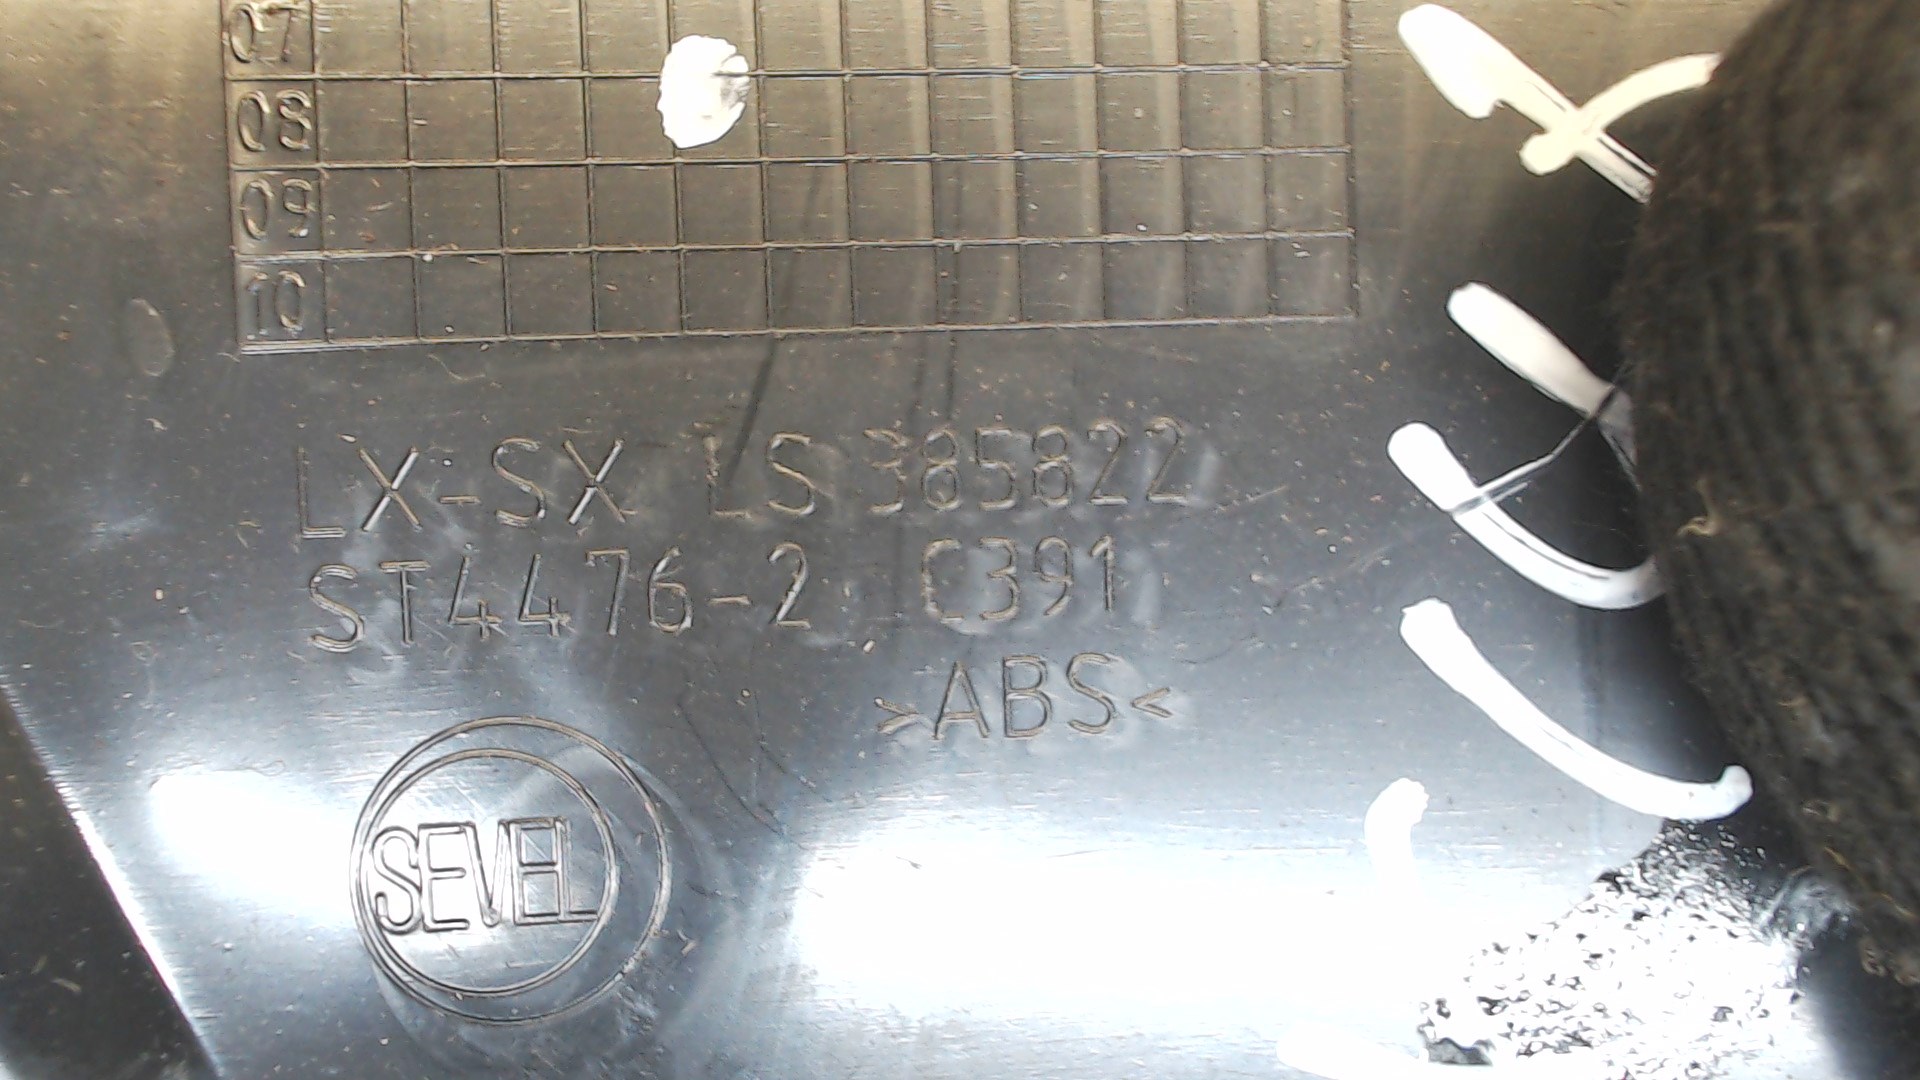 07
08
09
10
LX-SX LS 385822
ST4476-2 C391
>ABS<
SEVEL